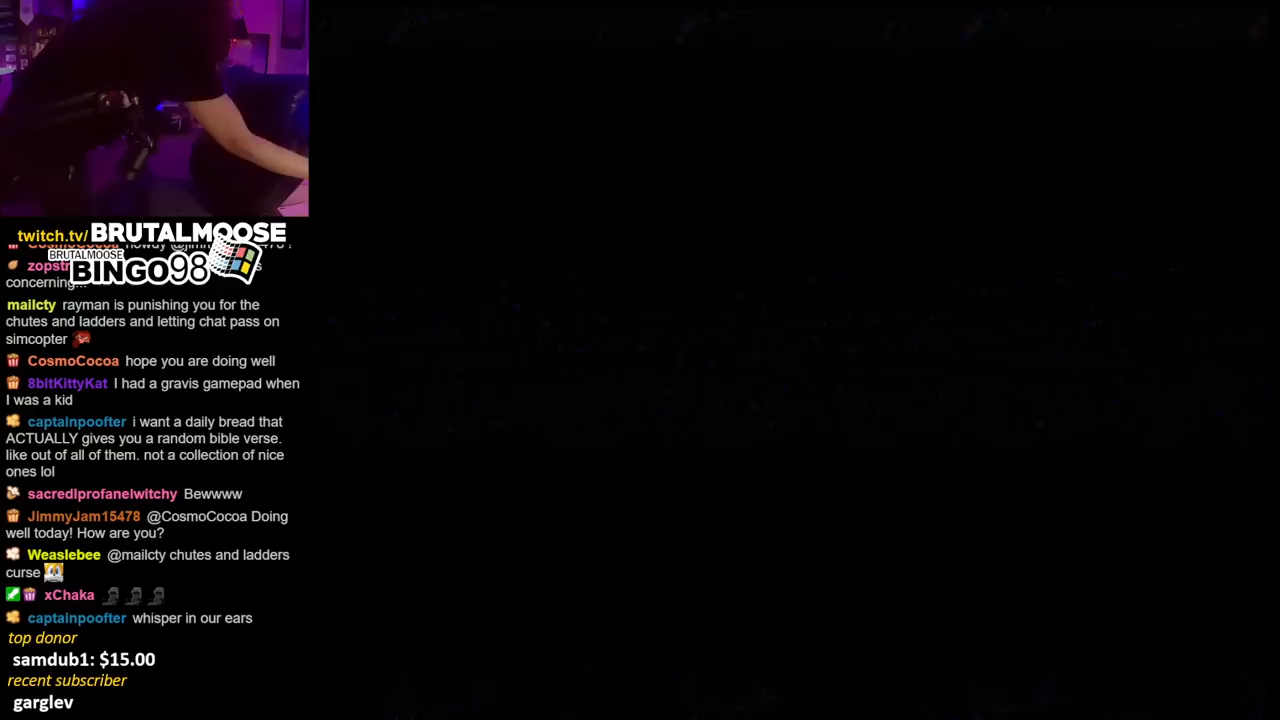 twitch.tv/BRUTALMOOSE
BRUTALMOOSE
BINGO98
CosmoCocoa howdy
concerning...
mailcty rayman is punishing you for the
chutes and ladders and letting chat pass on
simcopter
CosmoCocoa hope you are doing well
8bitKittyKat I had a gravis gamepad when
I was a kid
captainpoofter i want a daily bread that
ACTUALLY gives you a random bible verse.
like out of all of them. not a collection of nice
ones lol
sacredlprofanelwitchy Bewwww
JimmyJam15478 @CosmoCocoa Doing
well today! How are you?
Weaslebee @mailcty chutes and ladders
curse
xChaka
captainpoofter whisper in our ears
top donor
samdub1: $15.00
recent subscriber
garglev